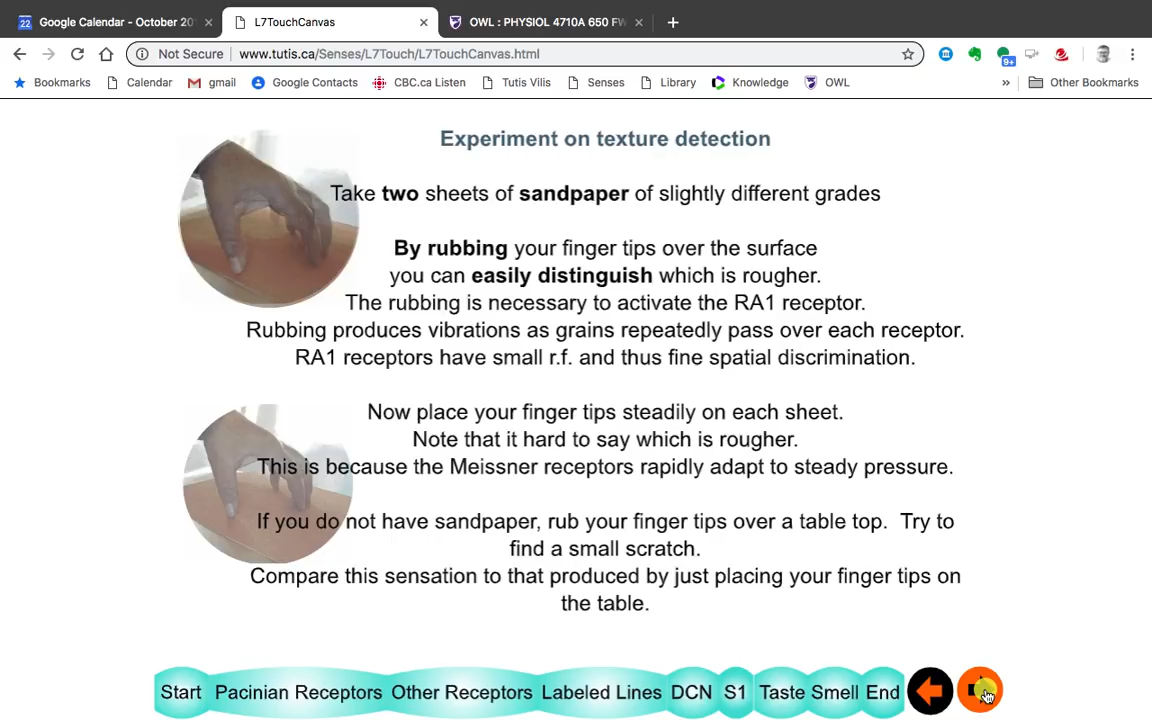 22 Google Calendar - October 20
L7TouchCanvas
OWL : PHYSIOL 4710A 650 FW
Not Secure www.tutis.ca/Senses/L7Touch/L7TouchCanvas.html
9+
Bookmarks Calendar gmail Google Contacts CBC.ca Listen Tutis Vilis Senses Library Knowledge OWL » Other Bookmarks
Experiment on texture detection
Take two sheets of sandpaper of slightly different grades
By rubbing your finger tips over the surface
you can easily distinguish which is rougher.
The rubbing is necessary to activate the RA1 receptor.
Rubbing produces vibrations as grains repeatedly pass over each receptor.
RA1 receptors have small r.f. and thus fine spatial discrimination.
Now place your finger tips steadily on each sheet.
Note that it hard to say which is rougher.
This is because the Meissner receptors rapidly adapt to steady pressure.
If you do not have sandpaper, rub your finger tips over a table top. Try to
find a small scratch.
Compare this sensation to that produced by just placing your finger tips on
the table.
Start Pacinian Receptors Other Receptors Labeled Lines DCN S1 Taste Smell End